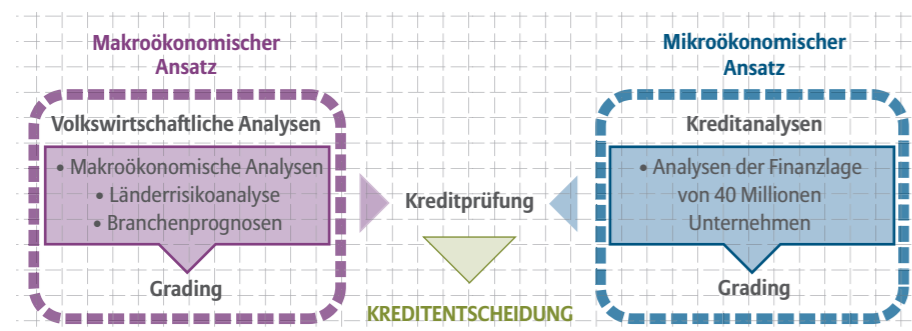 Makroökonomischer
Ansatz
Volkswirtschaftliche Analysen
• Makroökonomische Analysen
• Länderrisikoanalyse
• Branchenprognosen
Grading
Kreditprüfung
KREDITENTSCHEIDUNG
Mikroökonomischer
Ansatz
Kreditanalysen
• Analysen der Finanzlage
von 40 Millionen
Unternehmen
Grading